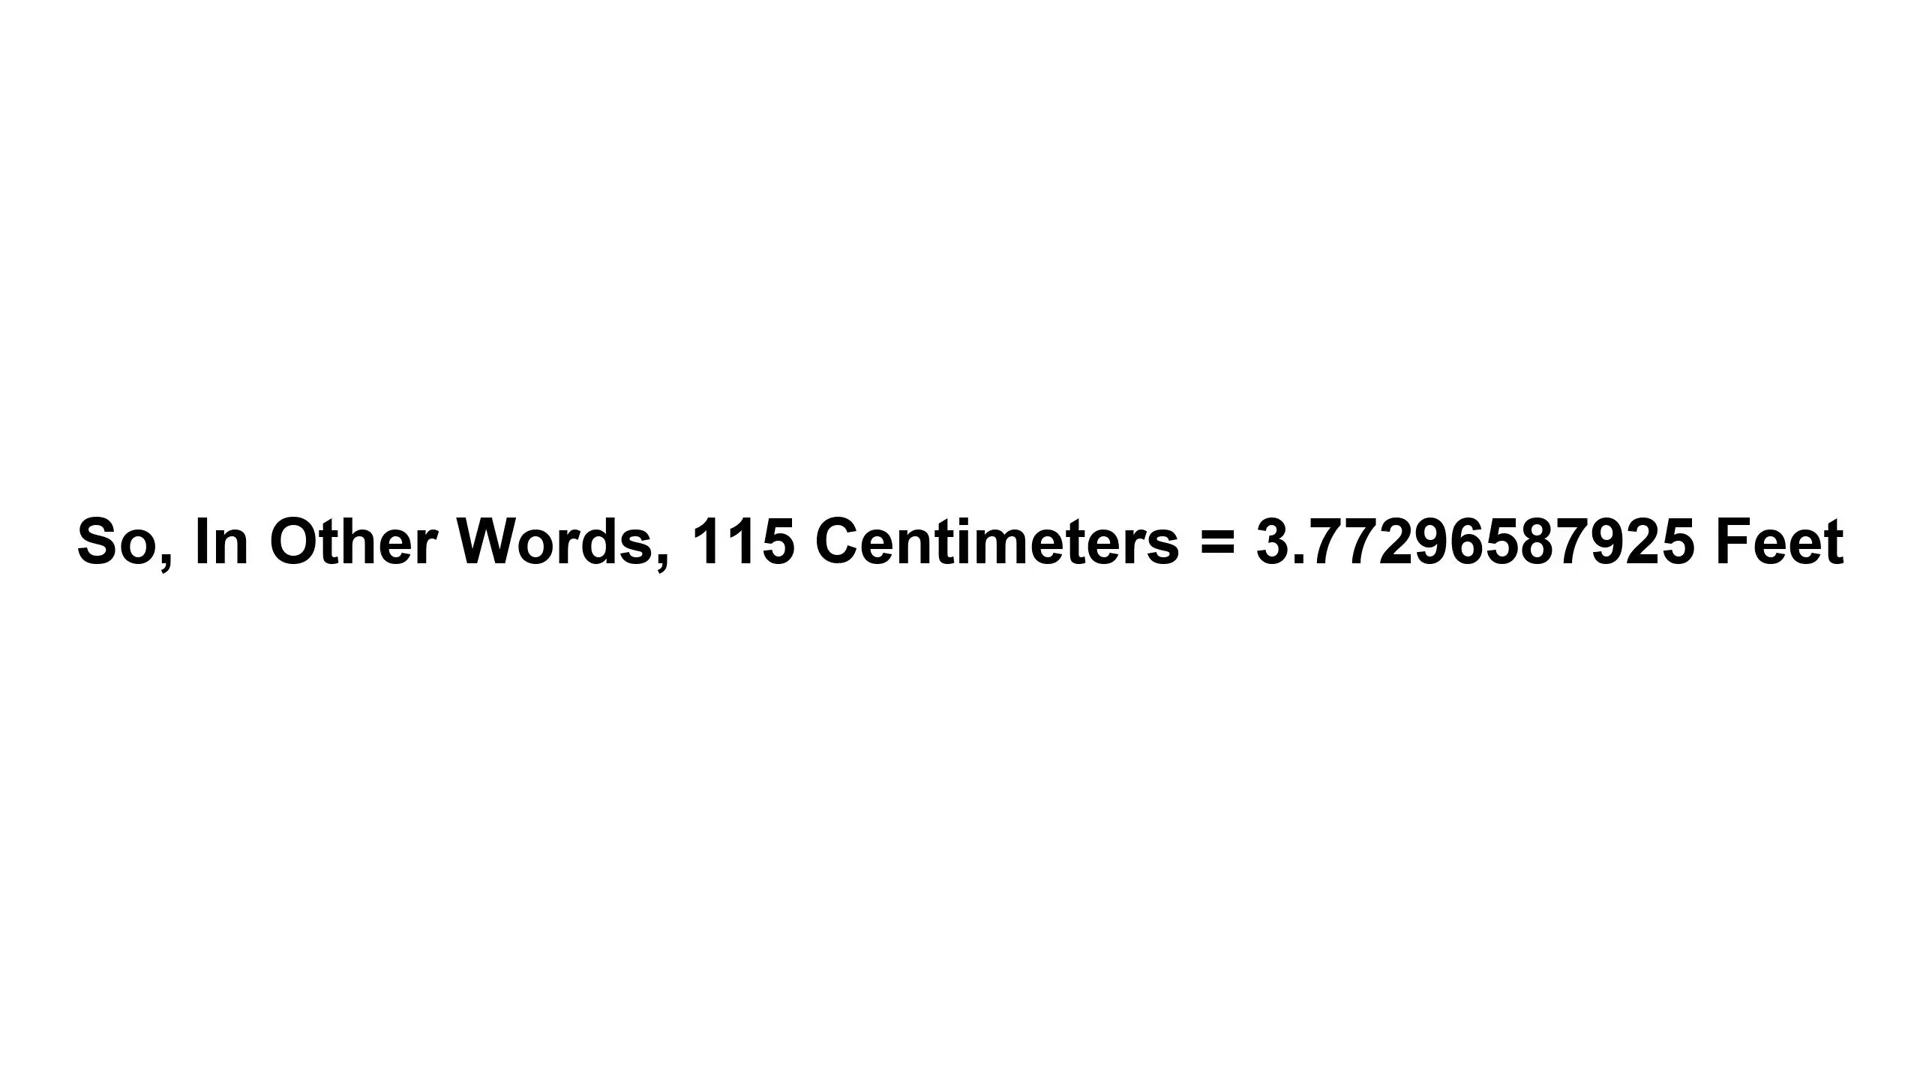 So, In Other Words, 115 Centimeters = 3.77296587925 Feet